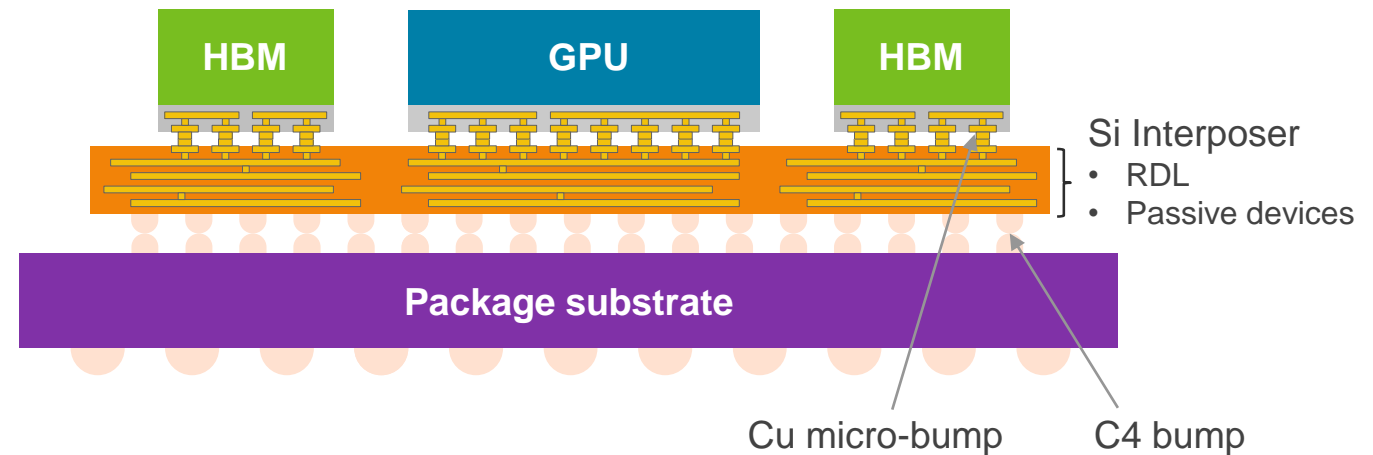 HBM
GPU
HBM
Si Interposer
• RDL
• Passive devices
Package substrate
Cu micro-bump
C4 bump